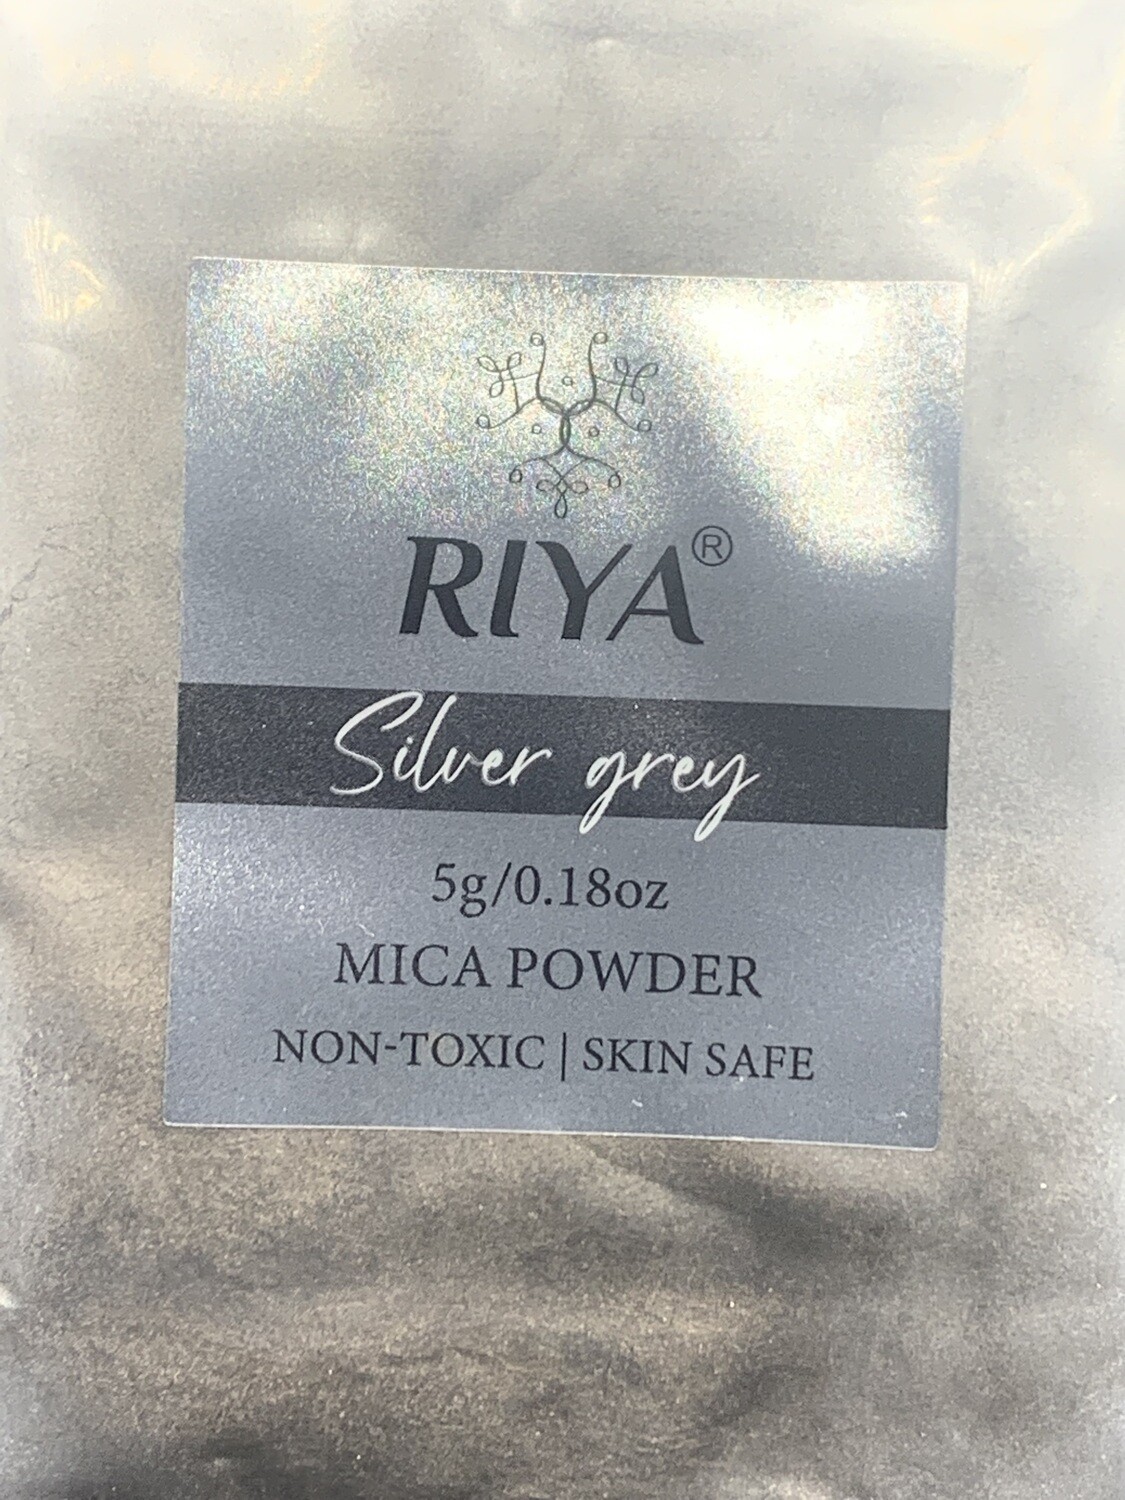 RIYA®
Silver grey
5g/0.18oz
MICA POWDER
NON-TOXIC | SKIN SAFE